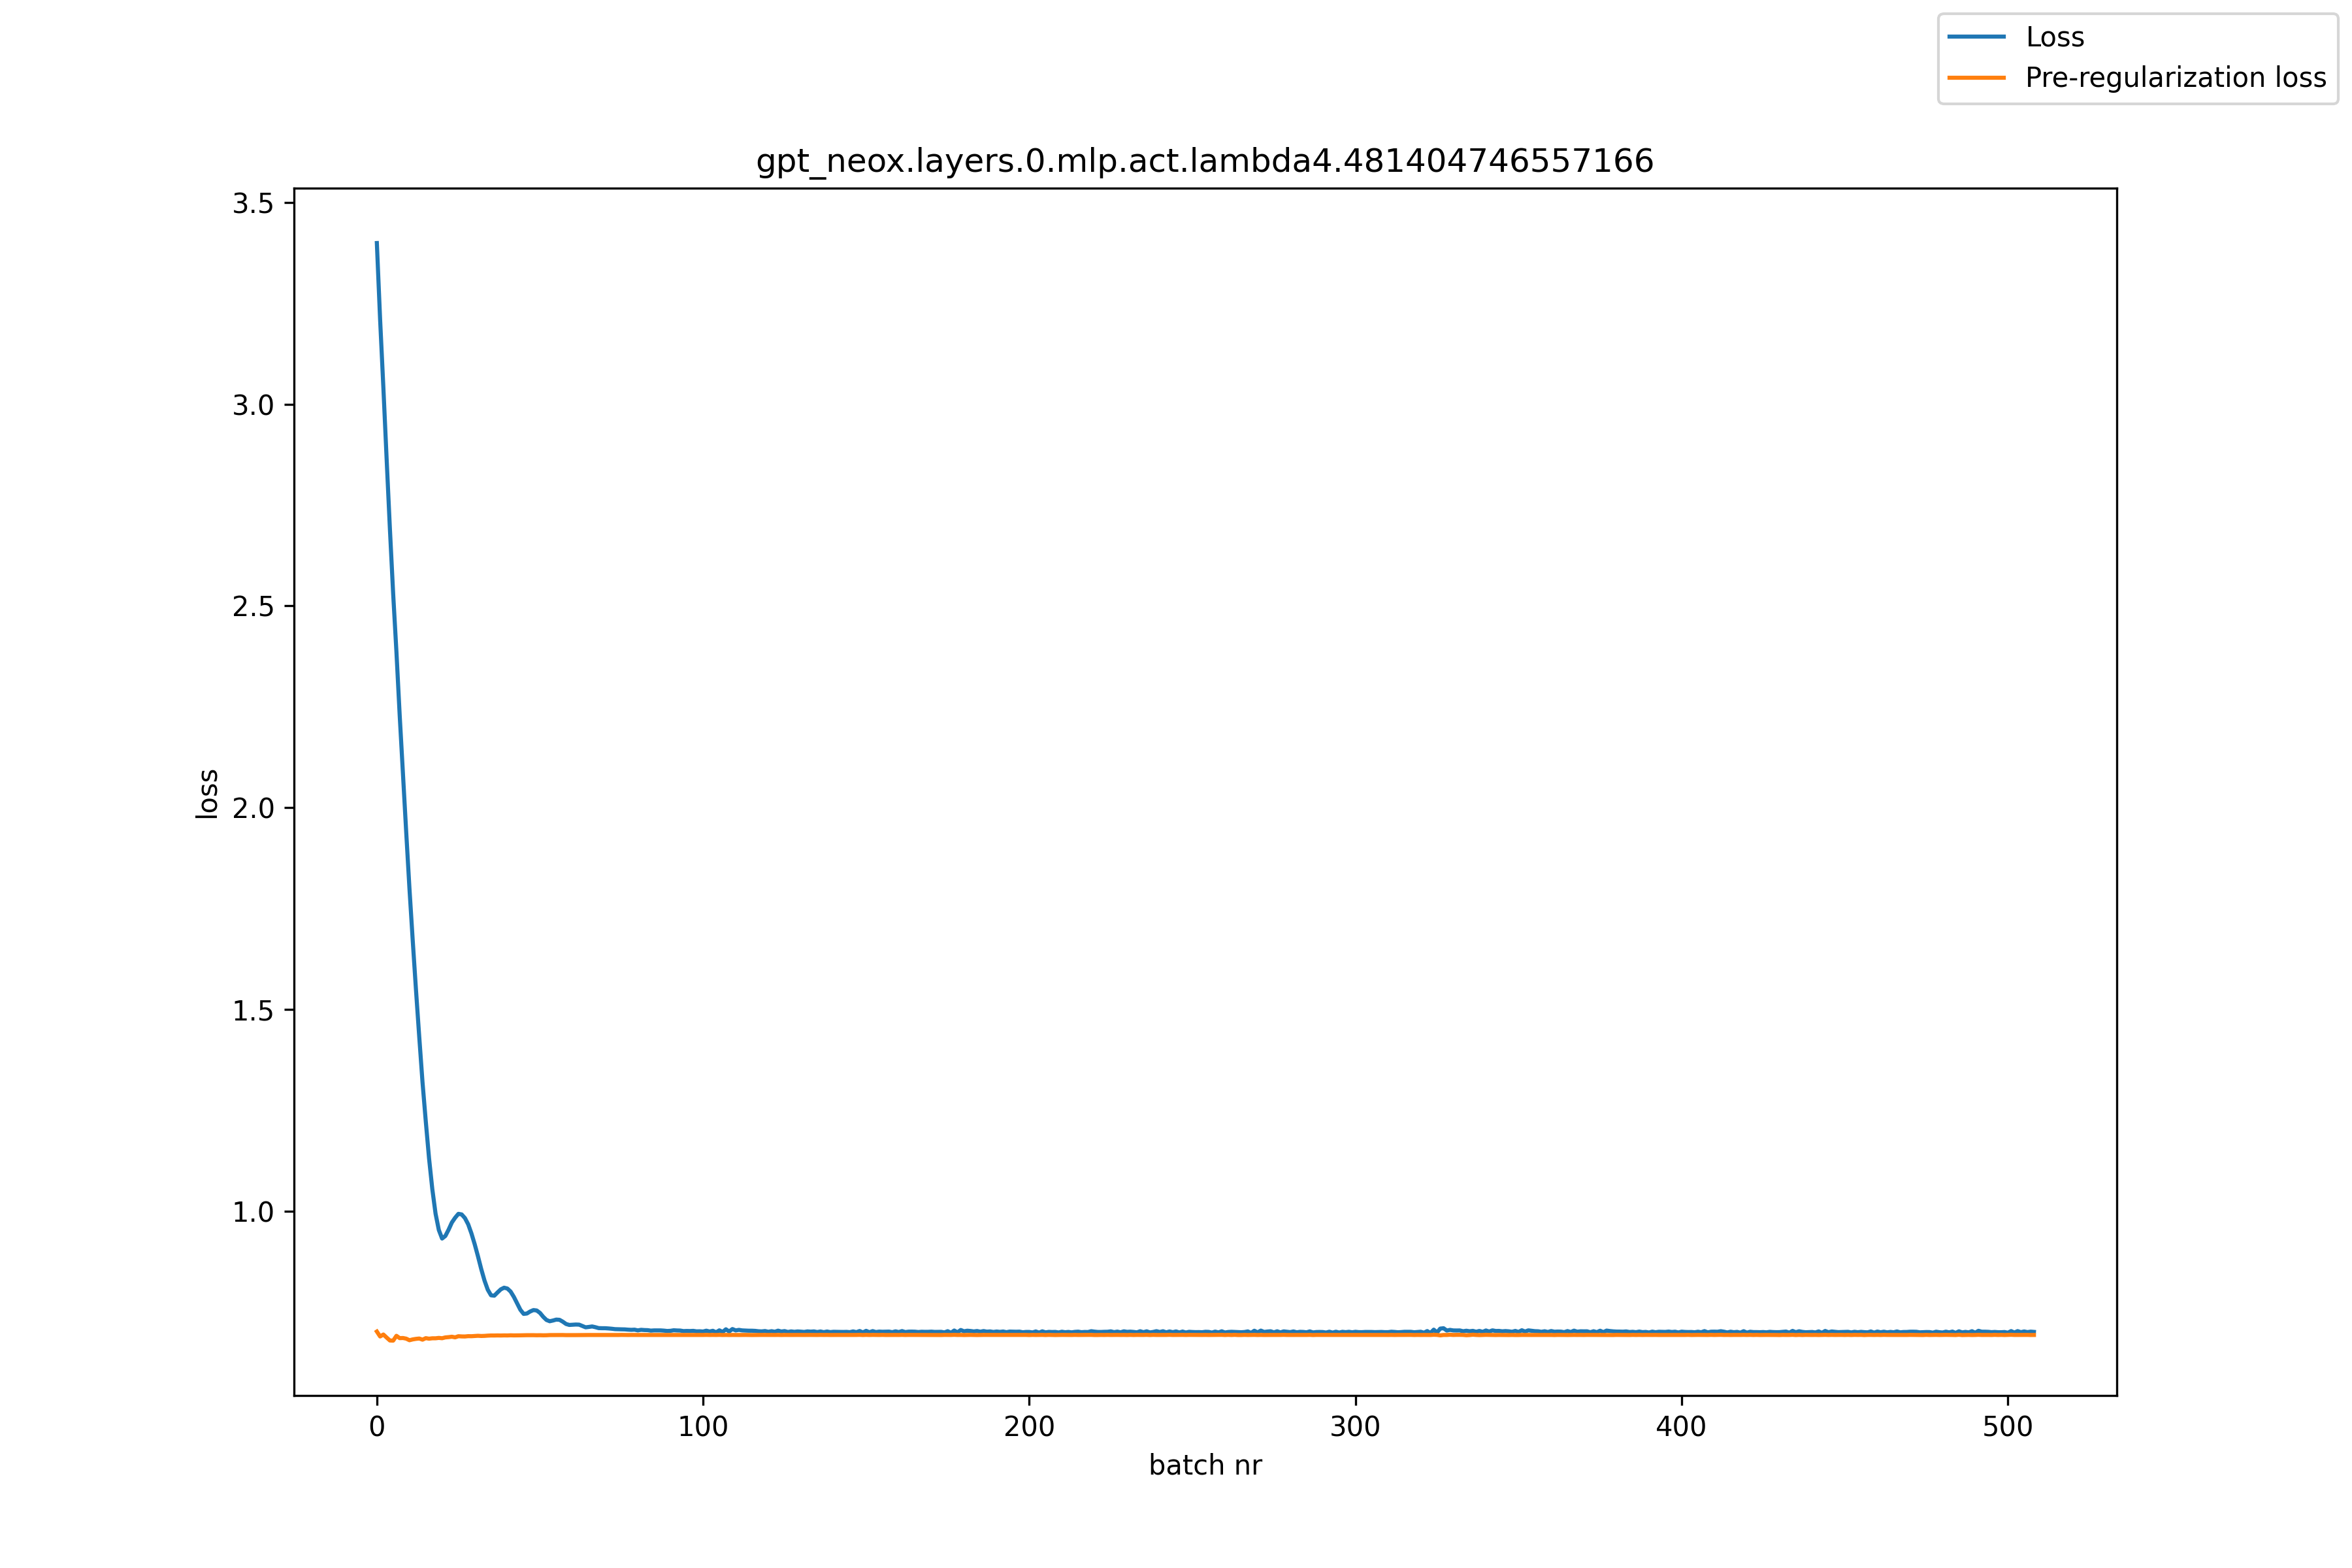 Loss
Pre-regularization loss
gpt_neox.layers.0.mlp.act.lambda4.481404746557166
3.5
3.0
2.5
2.0
1.5
1.0
loss
0 100 200 300 400 500
batch nr